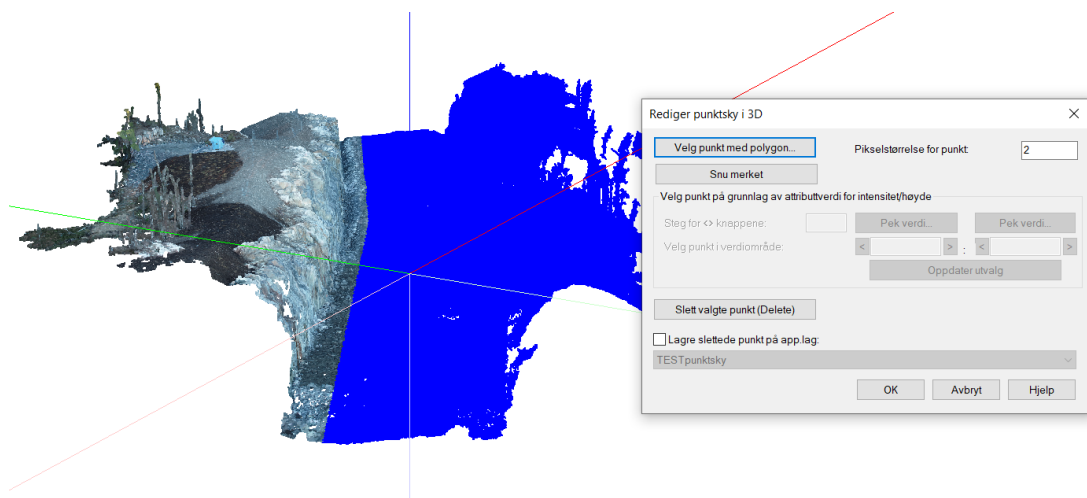 Rediger punktsky i 3D
Velg punkt med polygon...
Pikselstørrelse for punkt:
2
Snu merket
Velg punkt på grunnlag av attributtverdi for intensitet/høyde
Steg for <> knappene:
Pek verdi...
Pek verdi...
Velg punkt i verdiområde:
<
>
:
<
>
Oppdater utvalg
Slett valgte punkt (Delete)
Lagre slettede punkt på app.lag:
TESTpunktsky
OK
Avbryt
Hjelp